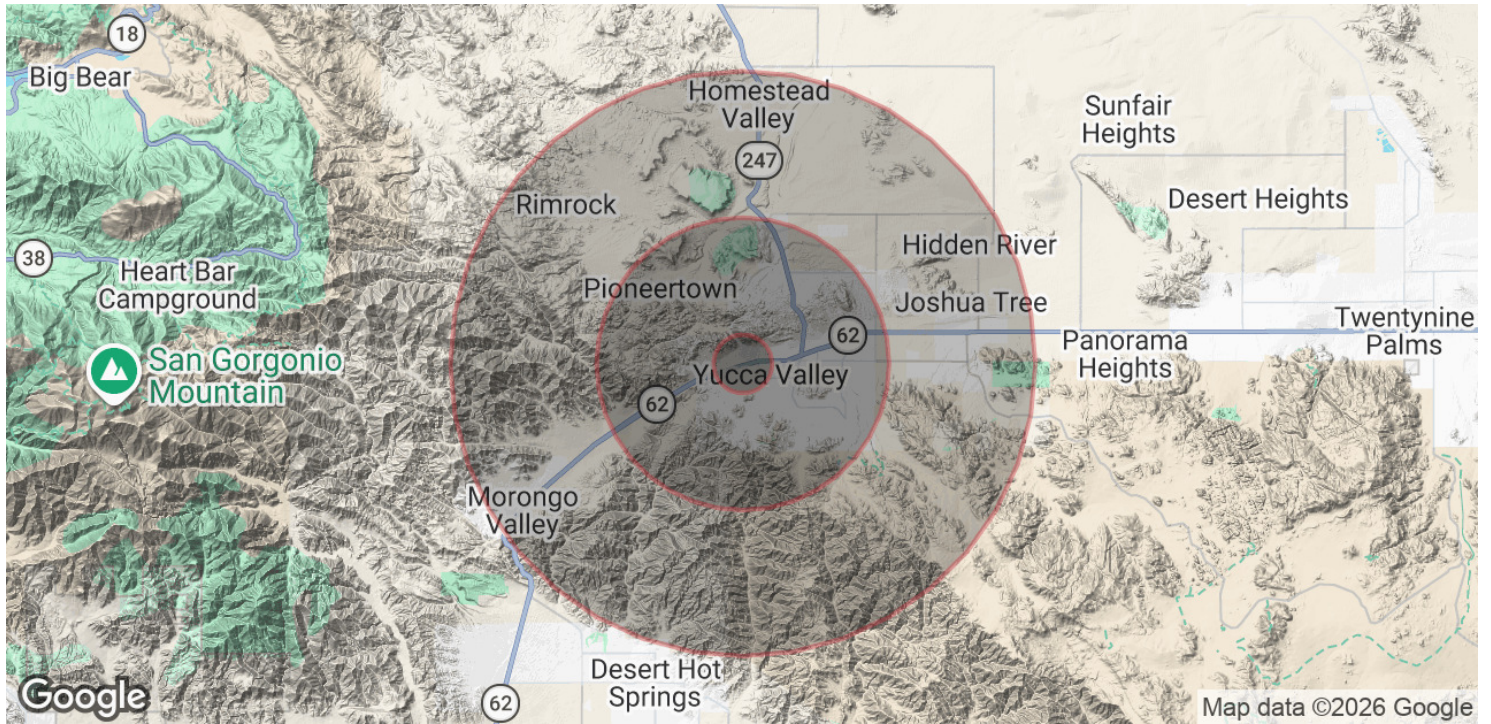 18
Big Bear
Homestead
Valley
247
Sunfair
Heights
Rimrock
Desert Heights
38
Heart Bar
Campground
Hidden River
Pioneertown
Joshua Tree
62
Twentynine
Palms
San Gorgonio
Mountain
Panorama
Heights
Yucca Valley
62
Morongo
Valley
Desert Hot
Springs
62
Google
Map data ©2026 Google